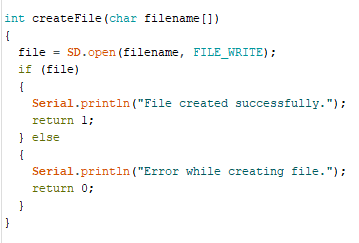 int createFile(char filename[])
{
  file = SD.open(filename, FILE_WRITE);
  if (file)
  {
    Serial.println("File created successfully.");
    return 1;
  } else
  {
    Serial.println("Error while creating file.");
    return 0;
  }
}